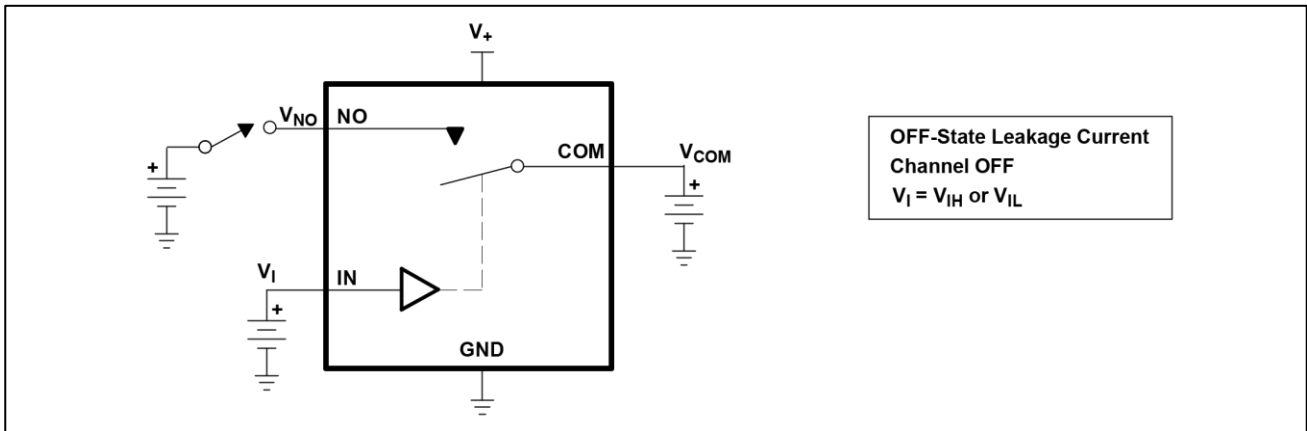 V+
VNO NO
COM VCOM
+
+
VI IN
+
GND
OFF-State Leakage Current
Channel OFF
VI = VIH or VIL